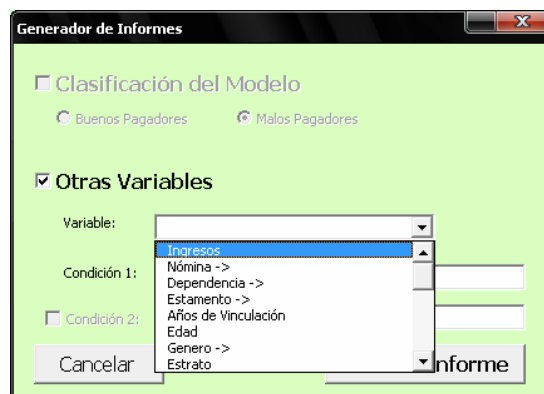 Generador de Informes
Clasificación del Modelo
Buenos Pagadores Malos Pagadores
Otras Variables
Variable:
Ingresos
Nómina ->
Condición 1:
Dependencia ->
Estamento ->
Años de Vinculación
Condición 2:
Edad
Genero ->
Estrato
Cancelar nforme